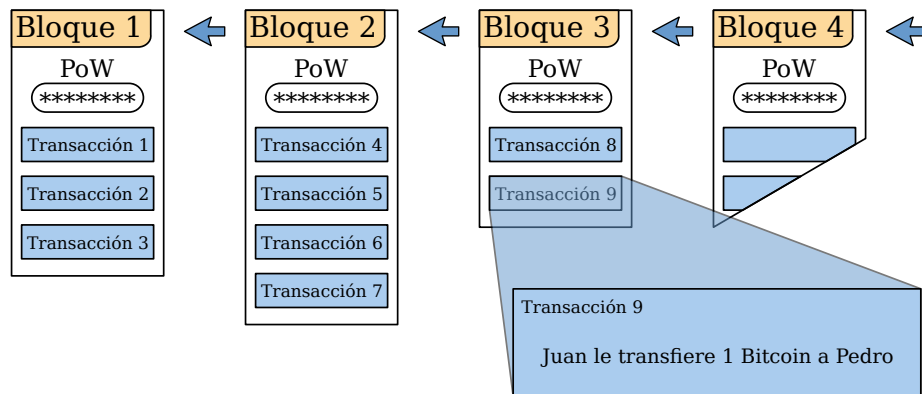 Bloque 1
PoW
********
Transacción 1
Transacción 2
Transacción 3
Bloque 2
PoW
********
Transacción 4
Transacción 5
Transacción 6
Transacción 7
Bloque 3
PoW
********
Transacción 8
Transacción 9
Bloque 4
PoW
********
Transacción 9
Juan le transfiere 1 Bitcoin a Pedro